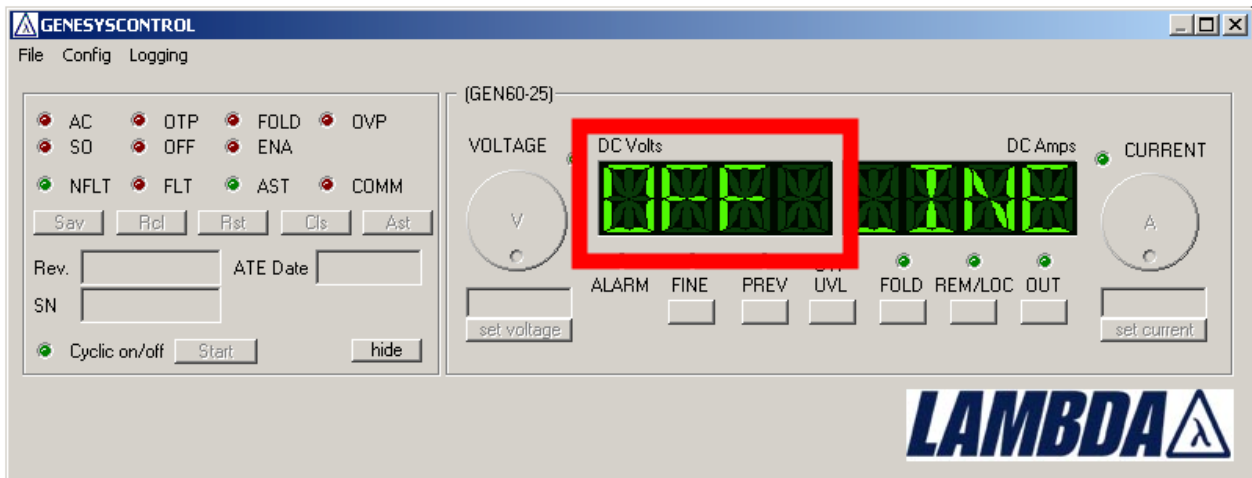 GENESYSCONTROL
File Config Logging
AC OTP FOLD OVP
SO OFF ENA
NFLT FLT AST COMM
Sav Rcl Rst Cls Ast
Rev. ATE Date
SN
Cyclic on/off Start hide
(GEN60-25)
VOLTAGE DC Volts DC Amps CURRENT
V OFF LINE A
ALARM FINE PREV UVL FOLD REM/LOC OUT
set voltage set current
LAMBDA λ